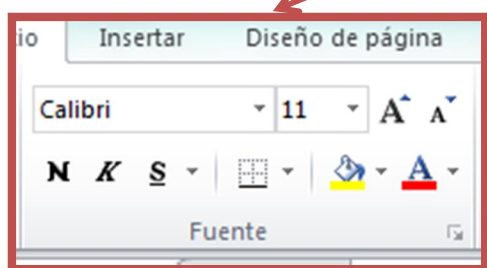 io Insertar Diseño de página
Calibri 11 A A
N K S A
Fuente